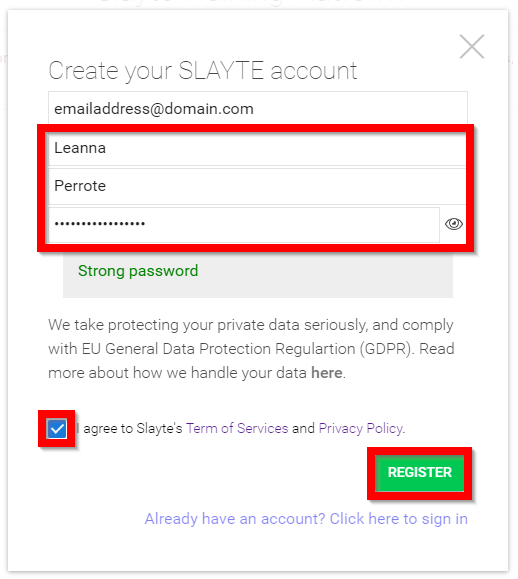 Create your SLAYTE account
emailaddress@domain.com
Leanna
Perrote
•••••••••••••••••
Strong password
We take protecting your private data seriously, and comply
with EU General Data Protection Regulartion (GDPR). Read
more about how we handle your data here.
I agree to Slayte's Term of Services and Privacy Policy.
REGISTER
Already have an account? Click here to sign in